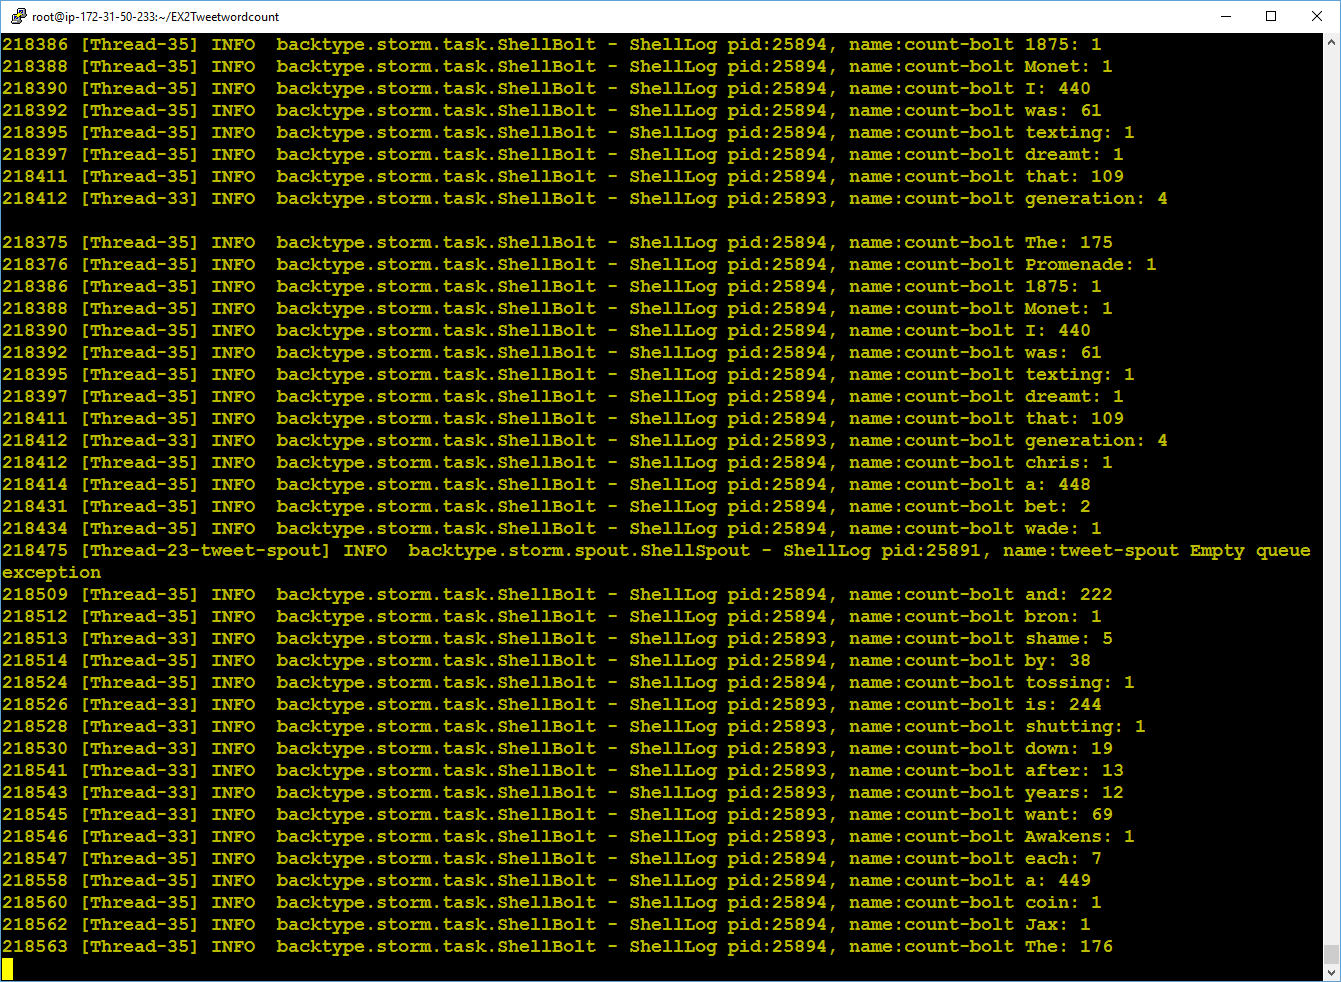 root@ip-172-31-50-233:~/EX2Tweetwordcount
218386 [Thread-35] INFO  backtype.storm.task.ShellBolt - ShellLog pid:25894, name:count-bolt 1875: 1
218388 [Thread-35] INFO  backtype.storm.task.ShellBolt - ShellLog pid:25894, name:count-bolt Monet: 1
218390 [Thread-35] INFO  backtype.storm.task.ShellBolt - ShellLog pid:25894, name:count-bolt I: 440
218392 [Thread-35] INFO  backtype.storm.task.ShellBolt - ShellLog pid:25894, name:count-bolt was: 61
218395 [Thread-35] INFO  backtype.storm.task.ShellBolt - ShellLog pid:25894, name:count-bolt texting: 1
218397 [Thread-35] INFO  backtype.storm.task.ShellBolt - ShellLog pid:25894, name:count-bolt dreamt: 1
218411 [Thread-35] INFO  backtype.storm.task.ShellBolt - ShellLog pid:25894, name:count-bolt that: 109
218412 [Thread-33] INFO  backtype.storm.task.ShellBolt - ShellLog pid:25893, name:count-bolt generation: 4

218375 [Thread-35] INFO  backtype.storm.task.ShellBolt - ShellLog pid:25894, name:count-bolt The: 175
218376 [Thread-35] INFO  backtype.storm.task.ShellBolt - ShellLog pid:25894, name:count-bolt Promenade: 1
218386 [Thread-35] INFO  backtype.storm.task.ShellBolt - ShellLog pid:25894, name:count-bolt 1875: 1
218388 [Thread-35] INFO  backtype.storm.task.ShellBolt - ShellLog pid:25894, name:count-bolt Monet: 1
218390 [Thread-35] INFO  backtype.storm.task.ShellBolt - ShellLog pid:25894, name:count-bolt I: 440
218392 [Thread-35] INFO  backtype.storm.task.ShellBolt - ShellLog pid:25894, name:count-bolt was: 61
218395 [Thread-35] INFO  backtype.storm.task.ShellBolt - ShellLog pid:25894, name:count-bolt texting: 1
218397 [Thread-35] INFO  backtype.storm.task.ShellBolt - ShellLog pid:25894, name:count-bolt dreamt: 1
218411 [Thread-35] INFO  backtype.storm.task.ShellBolt - ShellLog pid:25894, name:count-bolt that: 109
218412 [Thread-33] INFO  backtype.storm.task.ShellBolt - ShellLog pid:25893, name:count-bolt generation: 4
218412 [Thread-35] INFO  backtype.storm.task.ShellBolt - ShellLog pid:25894, name:count-bolt chris: 1
218414 [Thread-35] INFO  backtype.storm.task.ShellBolt - ShellLog pid:25894, name:count-bolt a: 448
218431 [Thread-35] INFO  backtype.storm.task.ShellBolt - ShellLog pid:25894, name:count-bolt bet: 2
218434 [Thread-35] INFO  backtype.storm.task.ShellBolt - ShellLog pid:25894, name:count-bolt wade: 1
218475 [Thread-23-tweet-spout] INFO  backtype.storm.spout.ShellSpout - ShellLog pid:25891, name:tweet-spout Empty queue
exception
218509 [Thread-35] INFO  backtype.storm.task.ShellBolt - ShellLog pid:25894, name:count-bolt and: 222
218512 [Thread-35] INFO  backtype.storm.task.ShellBolt - ShellLog pid:25894, name:count-bolt bron: 1
218513 [Thread-33] INFO  backtype.storm.task.ShellBolt - ShellLog pid:25893, name:count-bolt shame: 5
218514 [Thread-35] INFO  backtype.storm.task.ShellBolt - ShellLog pid:25894, name:count-bolt by: 38
218524 [Thread-35] INFO  backtype.storm.task.ShellBolt - ShellLog pid:25894, name:count-bolt tossing: 1
218526 [Thread-33] INFO  backtype.storm.task.ShellBolt - ShellLog pid:25893, name:count-bolt is: 244
218528 [Thread-33] INFO  backtype.storm.task.ShellBolt - ShellLog pid:25893, name:count-bolt shutting: 1
218530 [Thread-33] INFO  backtype.storm.task.ShellBolt - ShellLog pid:25893, name:count-bolt down: 19
218541 [Thread-33] INFO  backtype.storm.task.ShellBolt - ShellLog pid:25893, name:count-bolt after: 13
218543 [Thread-33] INFO  backtype.storm.task.ShellBolt - ShellLog pid:25893, name:count-bolt years: 12
218545 [Thread-33] INFO  backtype.storm.task.ShellBolt - ShellLog pid:25893, name:count-bolt want: 69
218546 [Thread-33] INFO  backtype.storm.task.ShellBolt - ShellLog pid:25893, name:count-bolt Awakens: 1
218547 [Thread-35] INFO  backtype.storm.task.ShellBolt - ShellLog pid:25894, name:count-bolt each: 7
218558 [Thread-35] INFO  backtype.storm.task.ShellBolt - ShellLog pid:25894, name:count-bolt a: 449
218560 [Thread-35] INFO  backtype.storm.task.ShellBolt - ShellLog pid:25894, name:count-bolt coin: 1
218562 [Thread-35] INFO  backtype.storm.task.ShellBolt - ShellLog pid:25894, name:count-bolt Jax: 1
218563 [Thread-35] INFO  backtype.storm.task.ShellBolt - ShellLog pid:25894, name:count-bolt The: 176